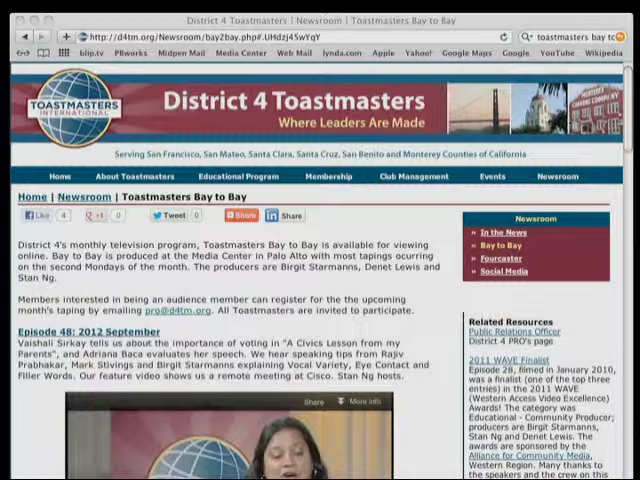 District 4 Toastmasters | Newsroom | Toastmasters Bay to Bay
http://d4tm.org/Newsroom/bay2bay.php#.UHdzj45wYqY
toastmasters bay to
blip.tv PBworks Midpen Mail Media Center Web Mail lynda.com Apple Yahoo! Google Maps Google YouTube Wikipedia
TOASTMASTERS
INTERNATIONAL
District 4 Toastmasters
Where Leaders Are Made
Serving San Francisco, San Mateo, Santa Clara, Santa Cruz, San Benito and Monterey Counties of California
Home About Toastmasters Educational Program Membership Club Management Events Newsroom
Home | Newsroom | Toastmasters Bay to Bay
Like 4 +1 0 Tweet 0 Share Share
District 4's monthly television program, Toastmasters Bay to Bay is available for viewing
online. Bay to Bay is produced at the Media Center in Palo Alto with most tapings ocurring
on the second Mondays of the month. The producers are Birgit Starmanns, Denet Lewis and
Stan Ng.
Members interested in being an audience member can register for the the upcoming
month's taping by emailing pro@d4tm.org. All Toastmasters are invited to participate.
Episode 48: 2012 September
Vaishali Sirkay tells us about the importance of voting in "A Civics Lesson from my
Parents", and Adriana Baca evaluates her speech. We hear speaking tips from Rajiv
Prabhakar, Mark Stivings and Birgit Starmanns explaining Vocal Variety, Eye Contact and
Filler Words. Our feature video shows us a remote meeting at Cisco. Stan Ng hosts.
Share More info
Newsroom
» In the News
» Bay to Bay
» Fourcaster
» Social Media
Related Resources
Public Relations Officer
District 4 PRO's page
2011 WAVE Finalist
Episode 28, filmed in January 2010,
was a finalist (one of the top three
entries) in the 2011 WAVE
(Western Access Video Excellence)
Awards! The category was
Educational - Community Producer;
producers are Birgit Starmanns,
Stan Ng and Denet Lewis. The
awards are sponsored by the
Alliance for Community Media,
Western Region. Many thanks to
the speakers and the crew on this